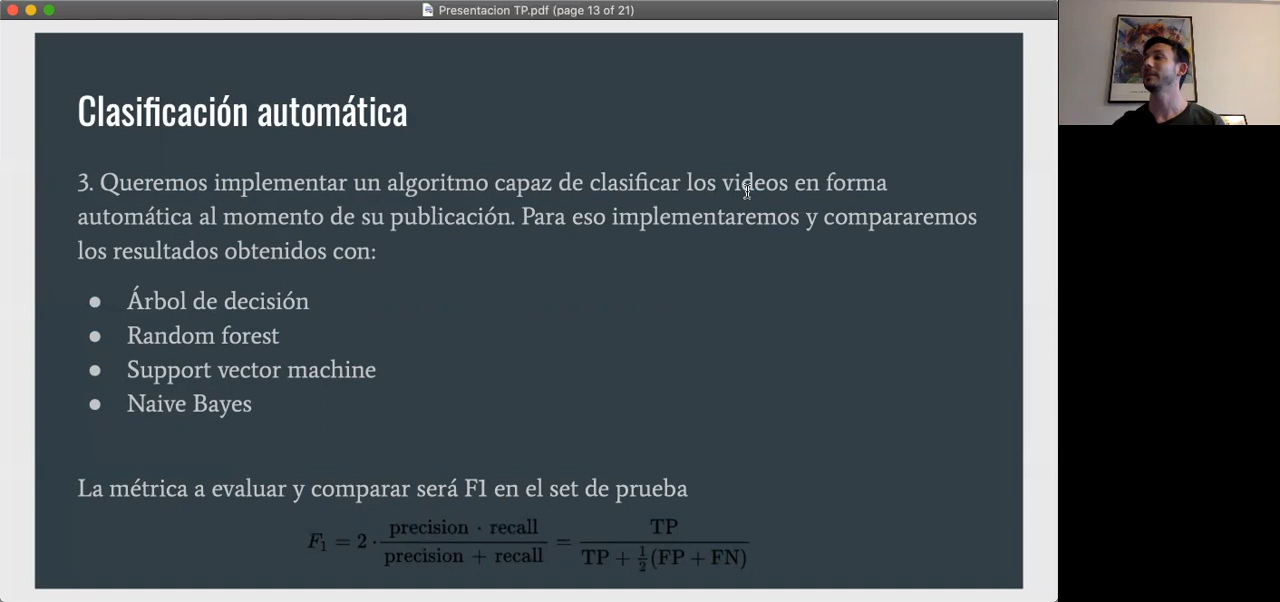 Presentacion TP.pdf (page 13 of 21)
Clasificación automática
3. Queremos implementar un algoritmo capaz de clasificar los videos en forma
automática al momento de su publicación. Para eso implementaremos y compararemos
los resultados obtenidos con:
● Árbol de decisión
● Random forest
● Support vector machine
● Naive Bayes
La métrica a evaluar y comparar será F1 en el set de prueba
F₁ = 2 · (precision · recall)/(precision + recall) = TP/(TP + ½(FP + FN))